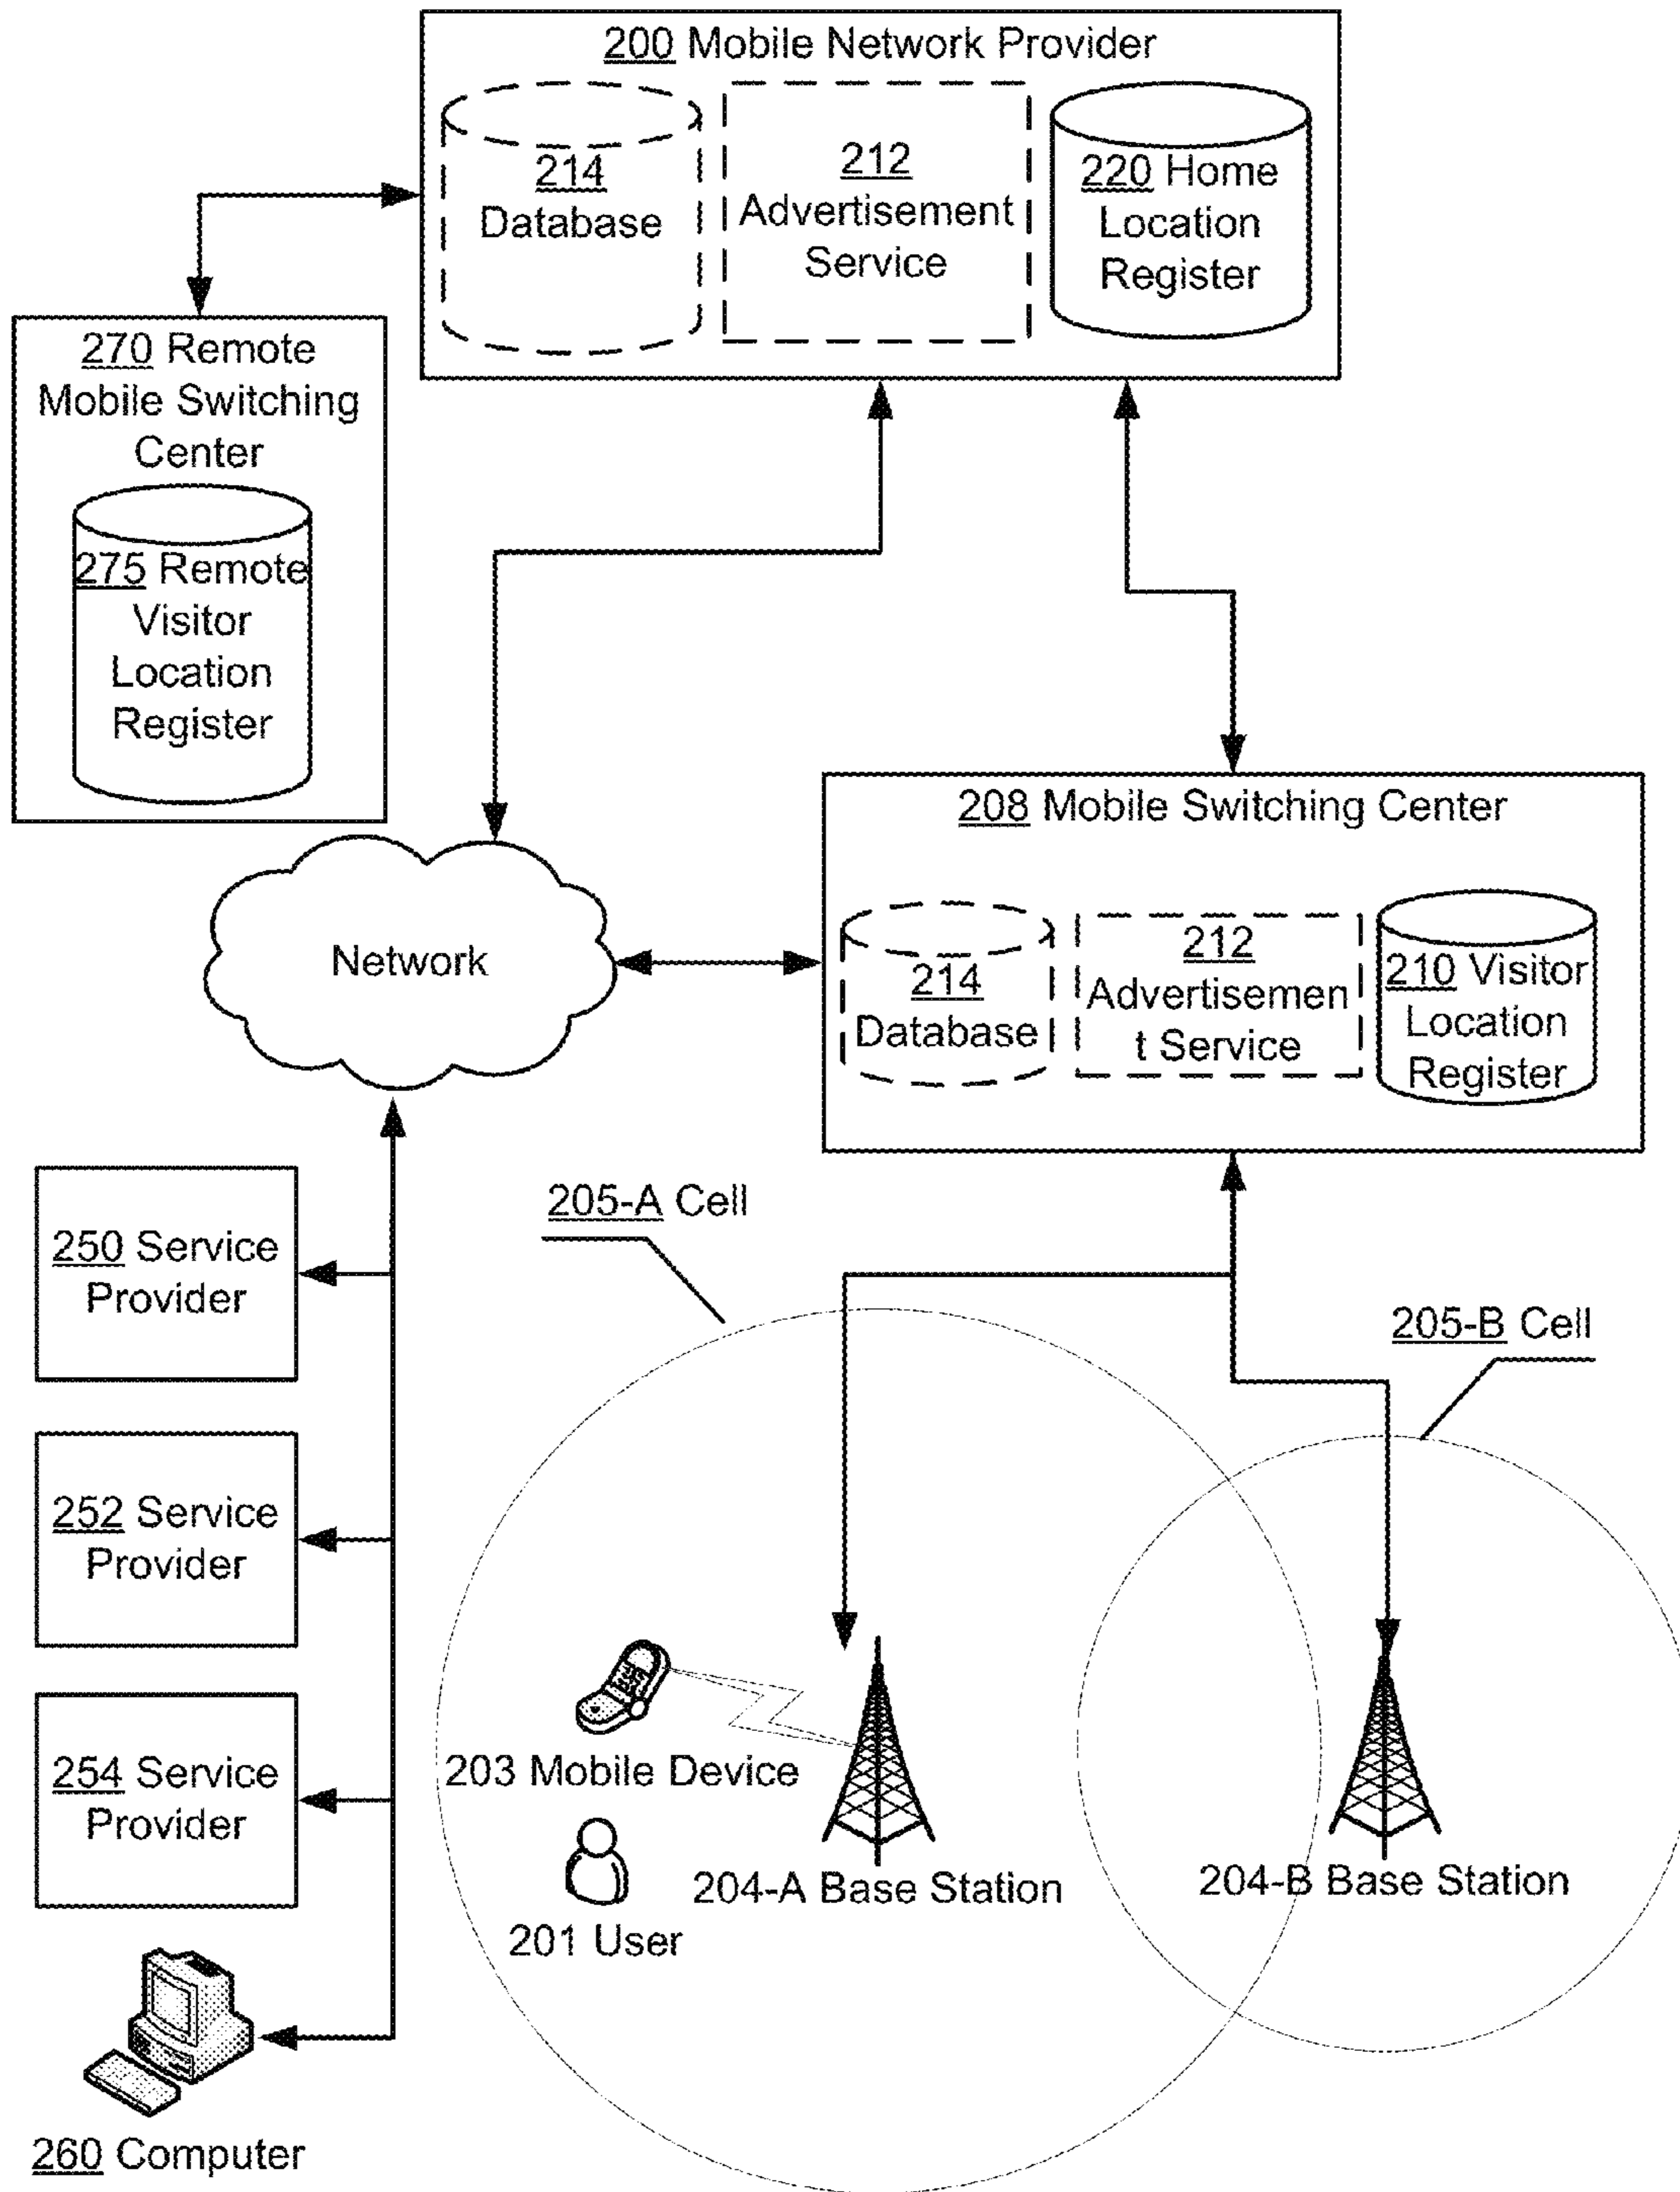 200 Mobile Network Provider
214
Database
212
Advertisement
Service
220 Home
Location
Register
270 Remote
Mobile Switching
Center
275 Remote
Visitor
Location
Register
208 Mobile Switching Center
214
Database
212
Advertisemen
t Service
210 Visitor
Location
Register
Network
250 Service
Provider
252 Service
Provider
254 Service
Provider
260 Computer
205-A Cell
205-B Cell
203 Mobile Device
201 User
204-A Base Station
204-B Base Station